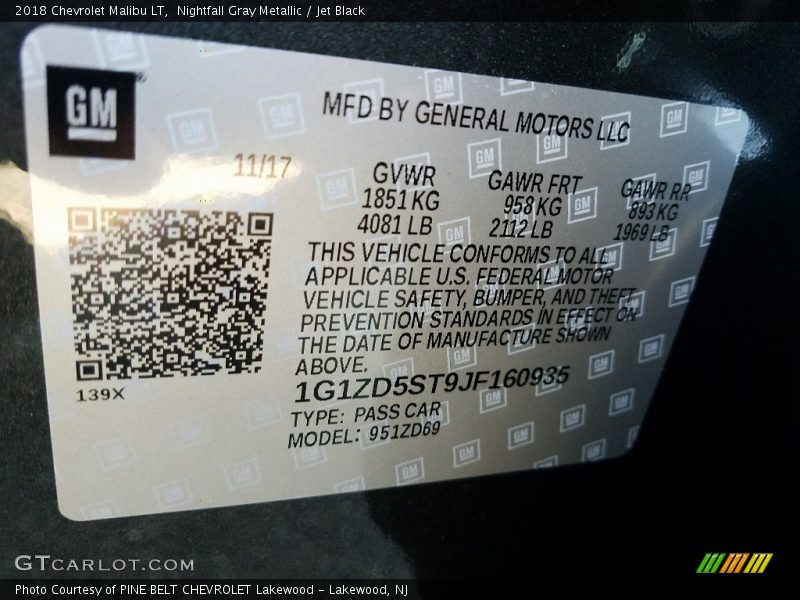 2018 Chevrolet Malibu LT,  Nightfall Gray Metallic / Jet Black
GM
MFD BY GENERAL MOTORS LLC
11/17
GVWR
1851 KG
4081 LB
GAWR FRT
958 KG
2112 LB
GAWR RR
893 KG
1969 LB
THIS VEHICLE CONFORMS TO ALL
APPLICABLE U.S. FEDERAL MOTOR
VEHICLE SAFETY, BUMPER, AND THEFT
PREVENTION STANDARDS IN EFFECT ON
THE DATE OF MANUFACTURE SHOWN
ABOVE.
139X
1G1ZD5ST9JF160935
TYPE: PASS CAR
MODEL: 951ZD69
GTCARLOT.COM
Photo Courtesy of PINE BELT CHEVROLET Lakewood - Lakewood, NJ